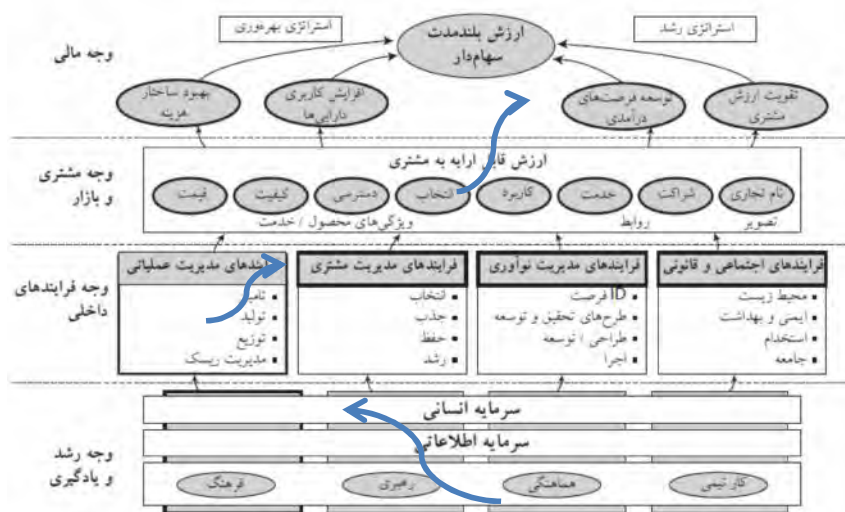 استراتژی بهره‌وری
ارزش بلندمدت
سهام‌دار
استراتژی رشد
وجه مالی
بهبود ساختار
هزینه
افزایش کاربری
دارایی‌ها
توسعه فرصت‌های
درآمدی
تقویت ارزش
مشتری
وجه مشتری
و بازار
ارزش قابل ارایه به مشتری
نام تجاری
شراکت
خدمت
کاربرد
انتخاب
دسترسی
کیفیت
قیمت
تصویر
روابط
ویژگی‌های محصول / خدمت
وجه فرایندهای
داخلی
فرایندهای اجتماعی و قانونی
محیط زیست
ایمنی و بهداشت
استخدام
جامعه
فرایندهای مدیریت نوآوری
ID فرصت
طرح‌های تحقیق و توسعه
طراحی / توسعه
اجرا
فرایندهای مدیریت مشتری
انتخاب
جذب
حفظ
رشد
فرایندهای مدیریت عملیاتی
تولید
توزیع
مدیریت ریسک
وجه رشد
و یادگیری
سرمایه انسانی
سرمایه اطلاعاتی
کار تیمی
هماهنگی
رهبری
فرهنگ